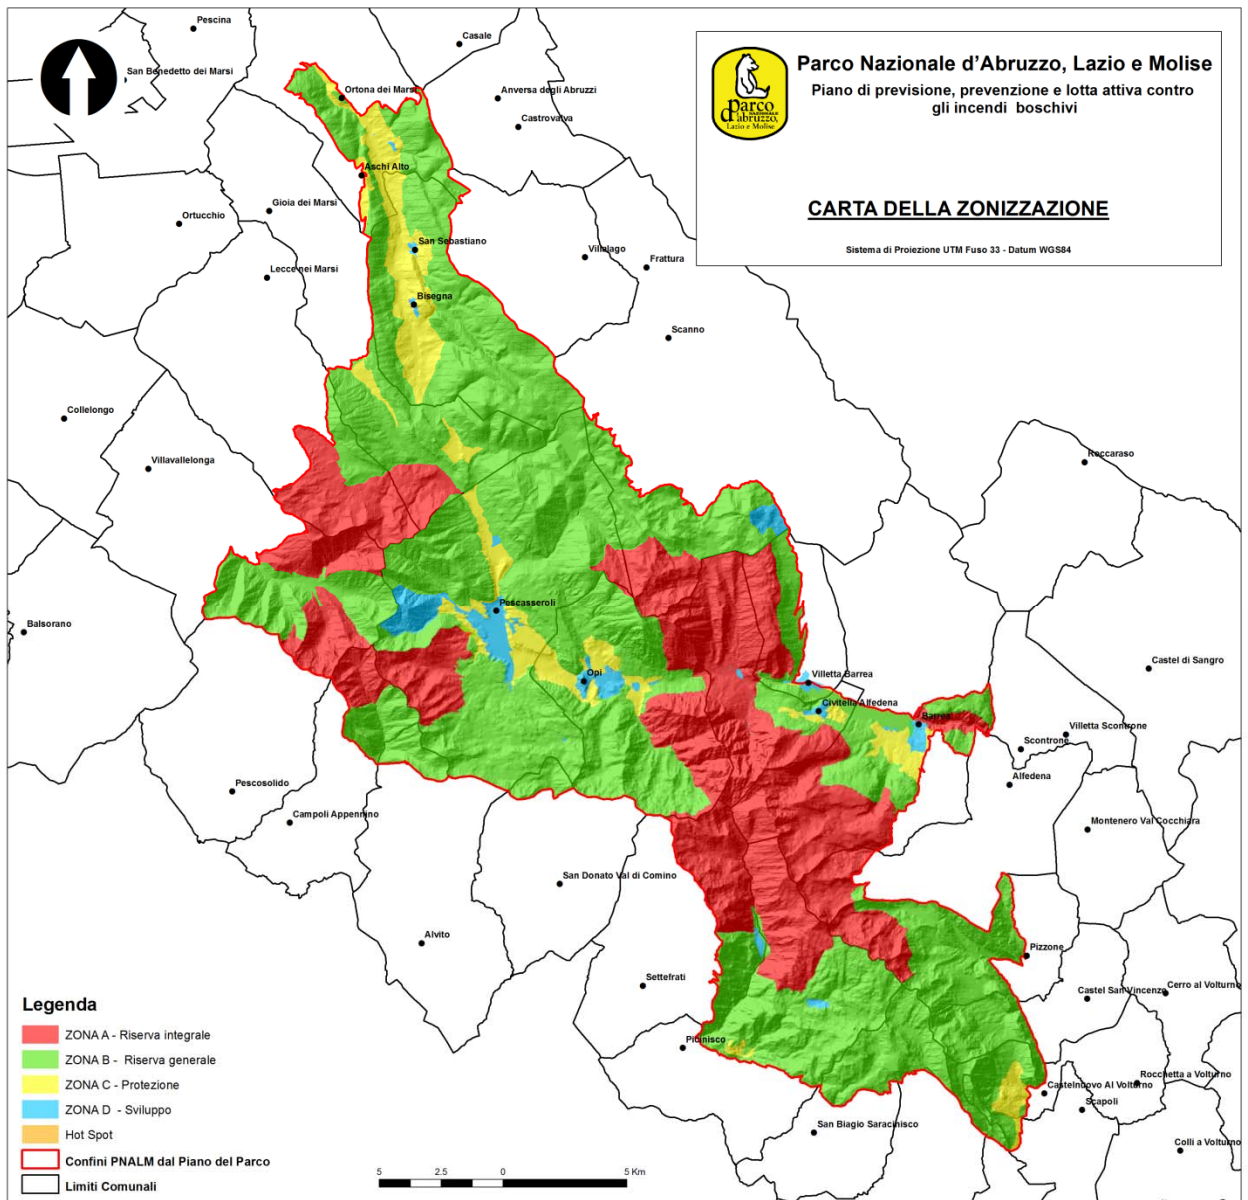 Parco Nazionale d'Abruzzo, Lazio e Molise
Piano di previsione, prevenzione e lotta attiva contro
gli incendi boschivi
Parco
NAZIONALE
d'abruzzo,
Lazio e Molise
CARTA DELLA ZONIZZAZIONE
Sistema di Proiezione UTM Fuso 33 - Datum WGS84
Pescina
Casale
San Benedetto dei Marsi
Ortona dei Marsi
Anversa degli Abruzzi
Castrovalva
Aschi Alto
Gioia dei Marsi
Ortucchio
San Sebastiano
Villalago
Frattura
Lecce nei Marsi
Bisegna
Scanno
Collelongo
Villavallelonga
Roccaraso
Pescasseroli
Balsorano
Castel di Sangro
Opi
Villetta Barrea
Civitella Alfedena
Barrea
Villetta Scontrone
Scontrone
Alfedena
Pescosolido
Campoli Appennino
Montenero Val Cocchiara
San Donato Val di Comino
Alvito
Pizzone
Settefrati
Castel San Vincenzo
Cerro al Volturno
Picinisco
Rocchetta a Volturno
Castelnuovo Al Volturno
Scapoli
San Biagio Saracinisco
Colli a Volturno
Legenda
ZONA A - Riserva integrale
ZONA B - Riserva generale
ZONA C - Protezione
ZONA D - Sviluppo
Hot Spot
Confini PNALM dal Piano del Parco
Limiti Comunali
5 2.5 0 5 Km